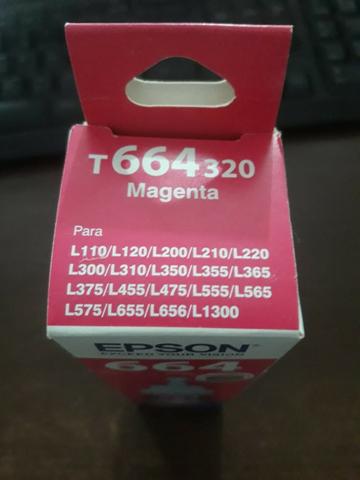 T664320
Magenta
Para
L110/L120/L200/L210/L220
L300/L310/L350/L355/L365
L375/L455/L475/L555/L565
L575/L655/L656/L1300
EPSON
EXCEED YOUR VISION
664